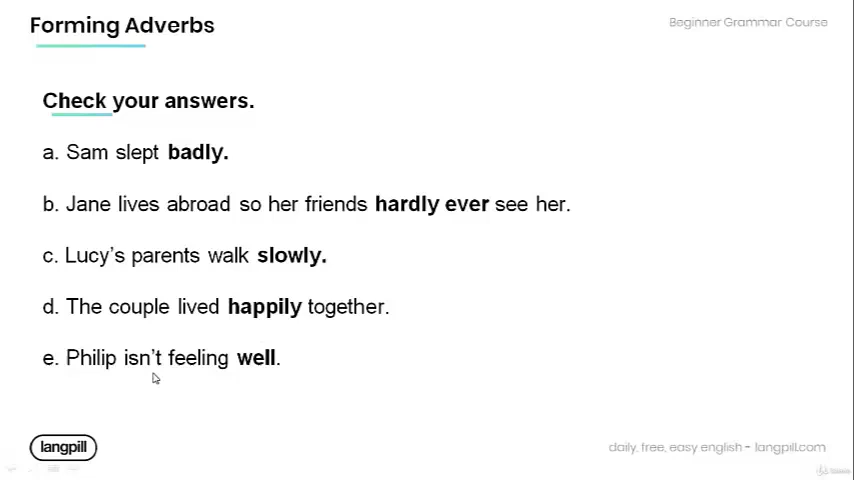 Forming Adverbs
Beginner Grammar Course
Check your answers.
a. Sam slept badly.
b. Jane lives abroad so her friends hardly ever see her.
c. Lucy’s parents walk slowly.
d. The couple lived happily together.
e. Philip isn’t feeling well.
langpill
daily, free, easy english - langpill.com